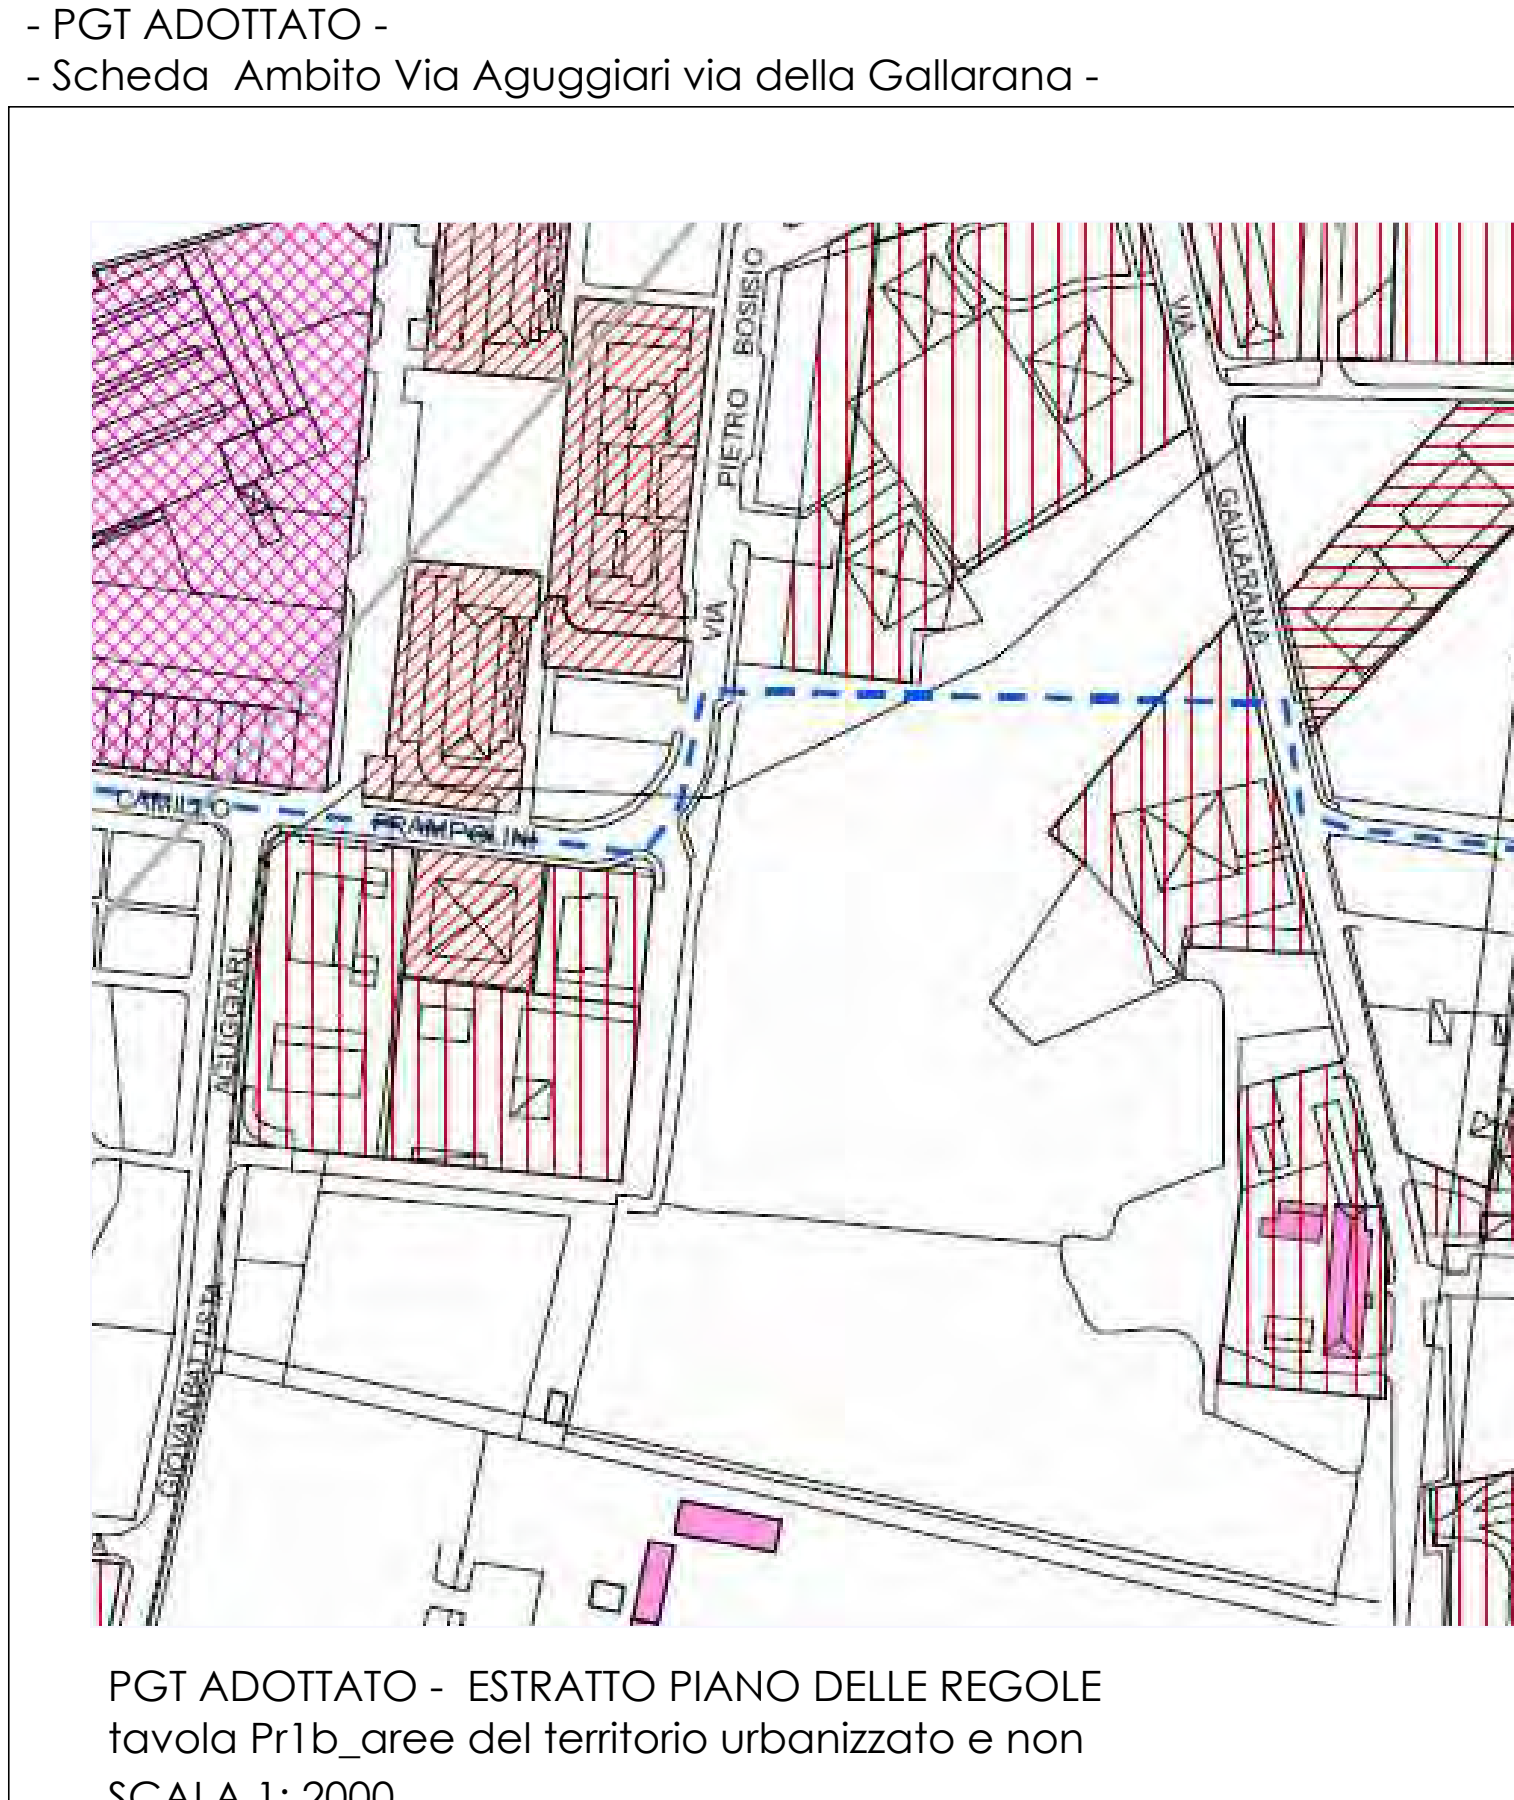 - PGT ADOTTATO -
- Scheda  Ambito Via Aguggiari via della Gallarana -
VIA PIETRO BOSISIO
VIA GALLARANA
CAMILLO PRAMPOLINI
GIOVANBATTISTA AGUGGIARI
A
PGT ADOTTATO -  ESTRATTO PIANO DELLE REGOLE
tavola Pr1b_aree del territorio urbanizzato e non
SCALA 1: 2000